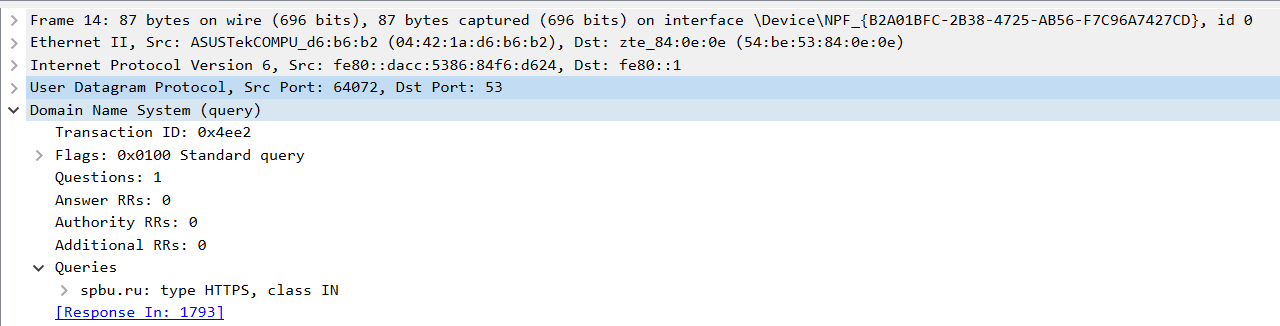 Frame 14: 87 bytes on wire (696 bits), 87 bytes captured (696 bits) on interface \Device\NPF_{B2A01BFC-2B38-4725-AB56-F7C96A7427CD}, id 0
Ethernet II, Src: ASUSTekCOMPU_d6:b6:b2 (04:42:1a:d6:b6:b2), Dst: zte_84:0e:0e (54:be:53:84:0e:0e)
Internet Protocol Version 6, Src: fe80::dacc:5386:84f6:d624, Dst: fe80::1
User Datagram Protocol, Src Port: 64072, Dst Port: 53
Domain Name System (query)
Transaction ID: 0x4ee2
Flags: 0x0100 Standard query
Questions: 1
Answer RRs: 0
Authority RRs: 0
Additional RRs: 0
Queries
spbu.ru: type HTTPS, class IN
[Response In: 1793]